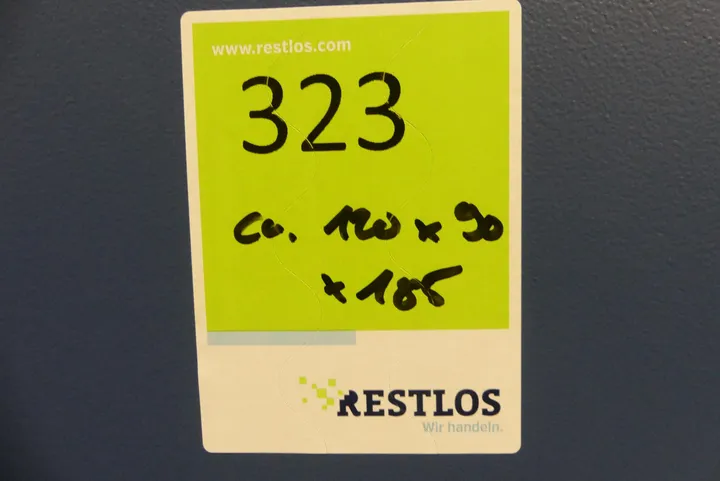 www.restlos.com
323
ca. 120 x 90
x 185
RESTLOS
Wir handeln.